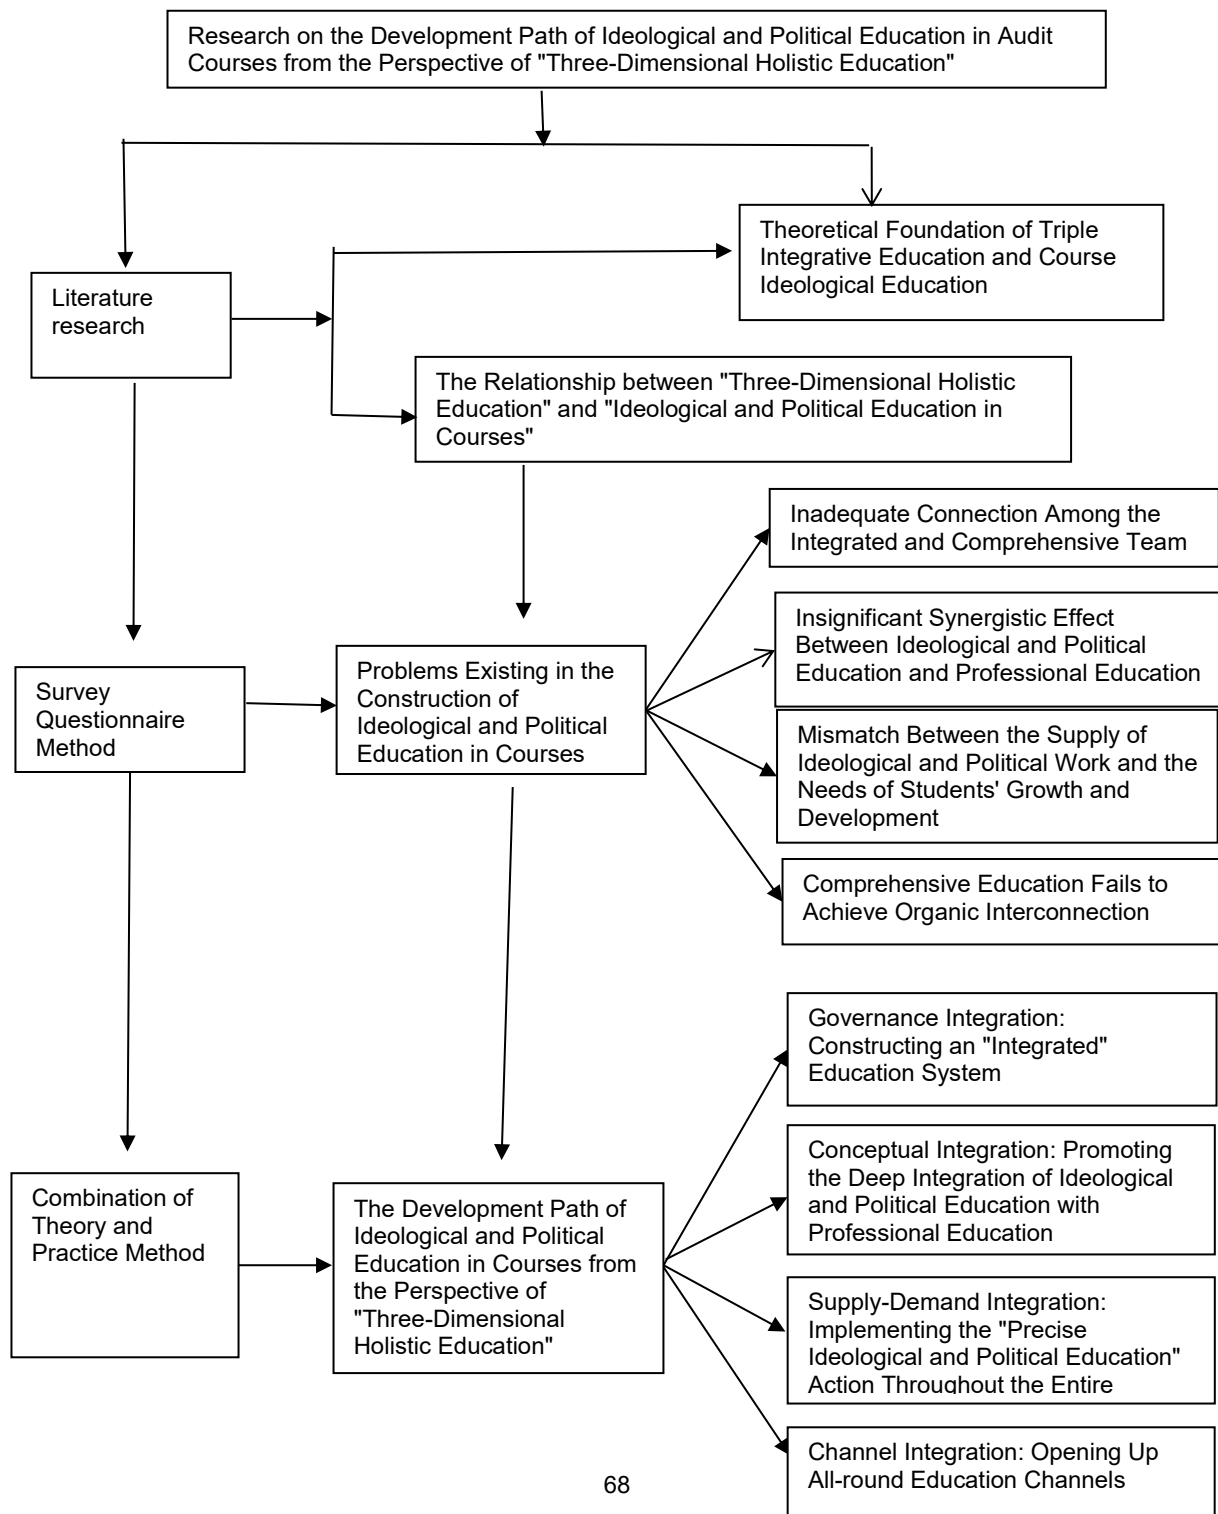 Research on the Development Path of Ideological and Political Education in Audit
Courses from the Perspective of "Three-Dimensional Holistic Education"
Theoretical Foundation of Triple
Integrative Education and Course
Ideological Education
Literature
research
The Relationship between "Three-Dimensional Holistic
Education" and "Ideological and Political Education in
Courses"
Inadequate Connection Among the
Integrated and Comprehensive Team
Insignificant Synergistic Effect
Between Ideological and Political
Education and Professional Education
Survey
Questionnaire
Method
Problems Existing in the
Construction of
Ideological and Political
Education in Courses
Mismatch Between the Supply of
Ideological and Political Work and the
Needs of Students' Growth and
Development
Comprehensive Education Fails to
Achieve Organic Interconnection
Governance Integration:
Constructing an "Integrated"
Education System
Conceptual Integration: Promoting
the Deep Integration of Ideological
and Political Education with
Professional Education
Combination of
Theory and
Practice Method
The Development Path of
Ideological and Political
Education in Courses from
the Perspective of
"Three-Dimensional
Holistic Education"
Supply-Demand Integration:
Implementing the "Precise
Ideological and Political Education"
Action Throughout the Entire
Channel Integration: Opening Up
All-round Education Channels
68